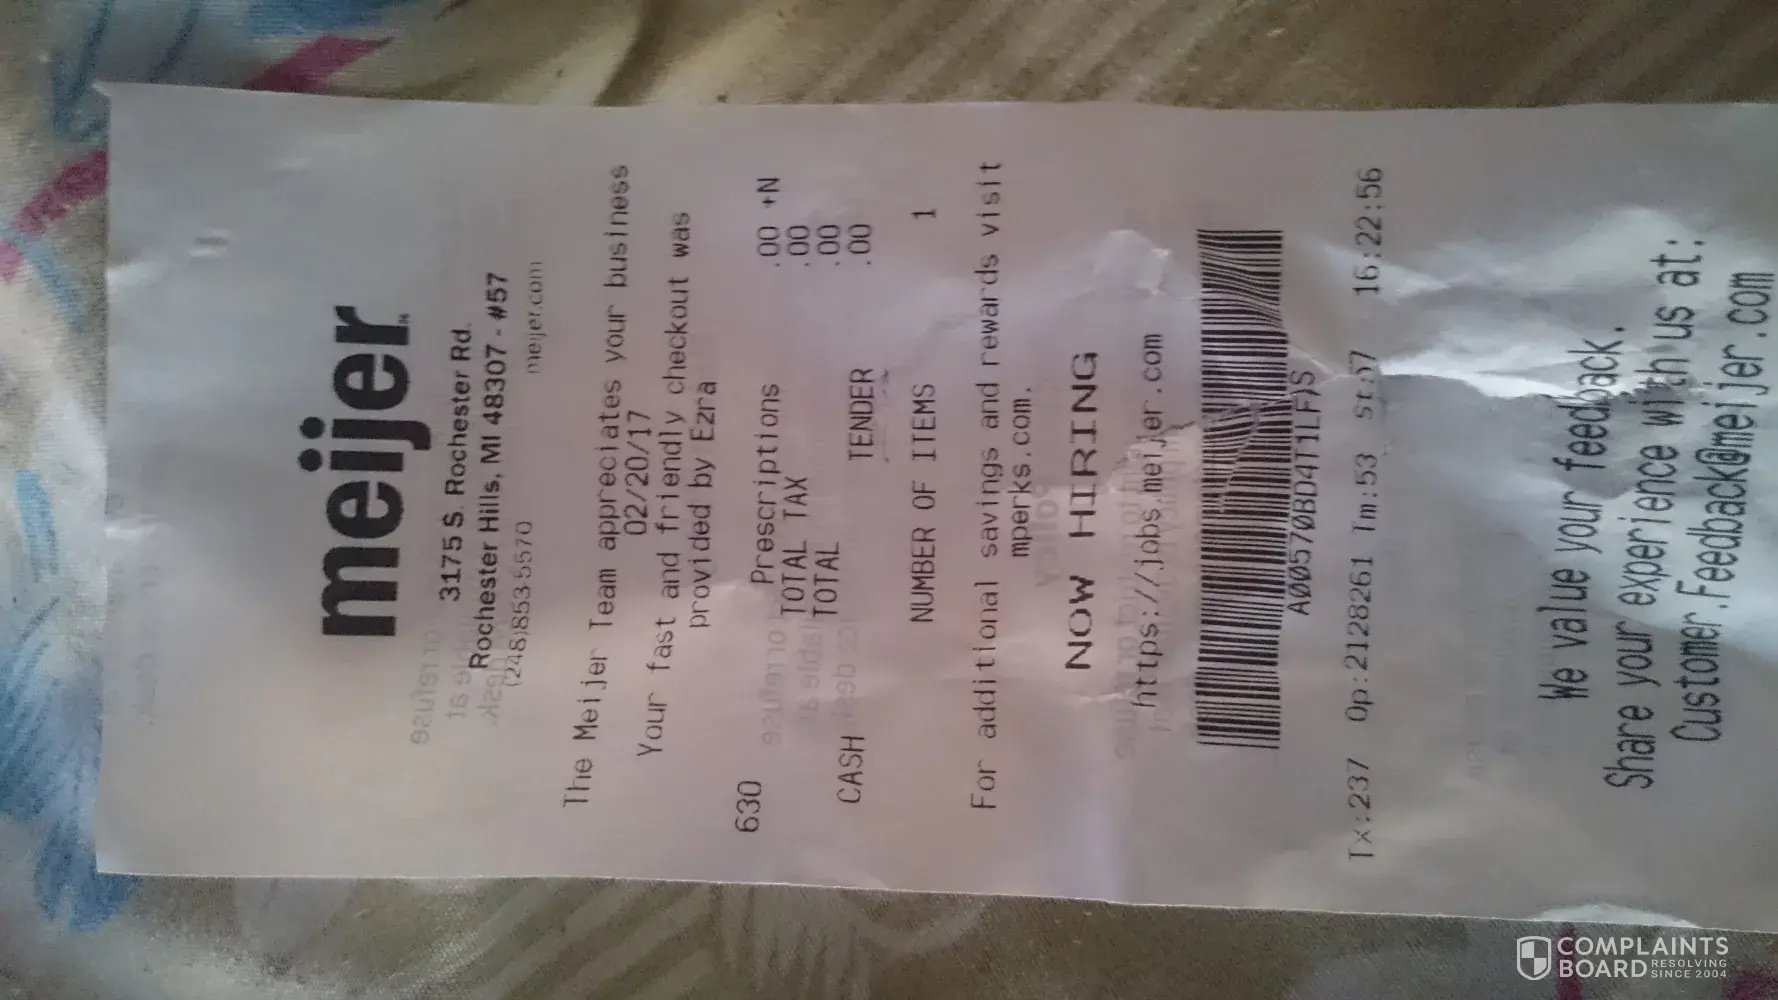 meijer
3175 S. Rochester Rd.
Rochester Hills, MI 48307 - #57
(248)853-5570 meijer.com
The Meijer Team appreciates your business
02/20/17
Your fast and friendly checkout was
provided by Ezra
630 Prescriptions .00 +N
TOTAL TAX .00
TOTAL .00
CASH TENDER .00
NUMBER OF ITEMS 1
For additional savings and rewards visit
mperks.com.
NOW HIRING
https://jobs.meijer.com
A00570BD4T1LF)S
Tx:237 Op:2128261 Tm:53 St:57 16:22:56
We value your feedback.
Share your experience with us at:
Customer.Feedback@meijer.com
COMPLAINTS
BOARD RESOLVING
SINCE 2004